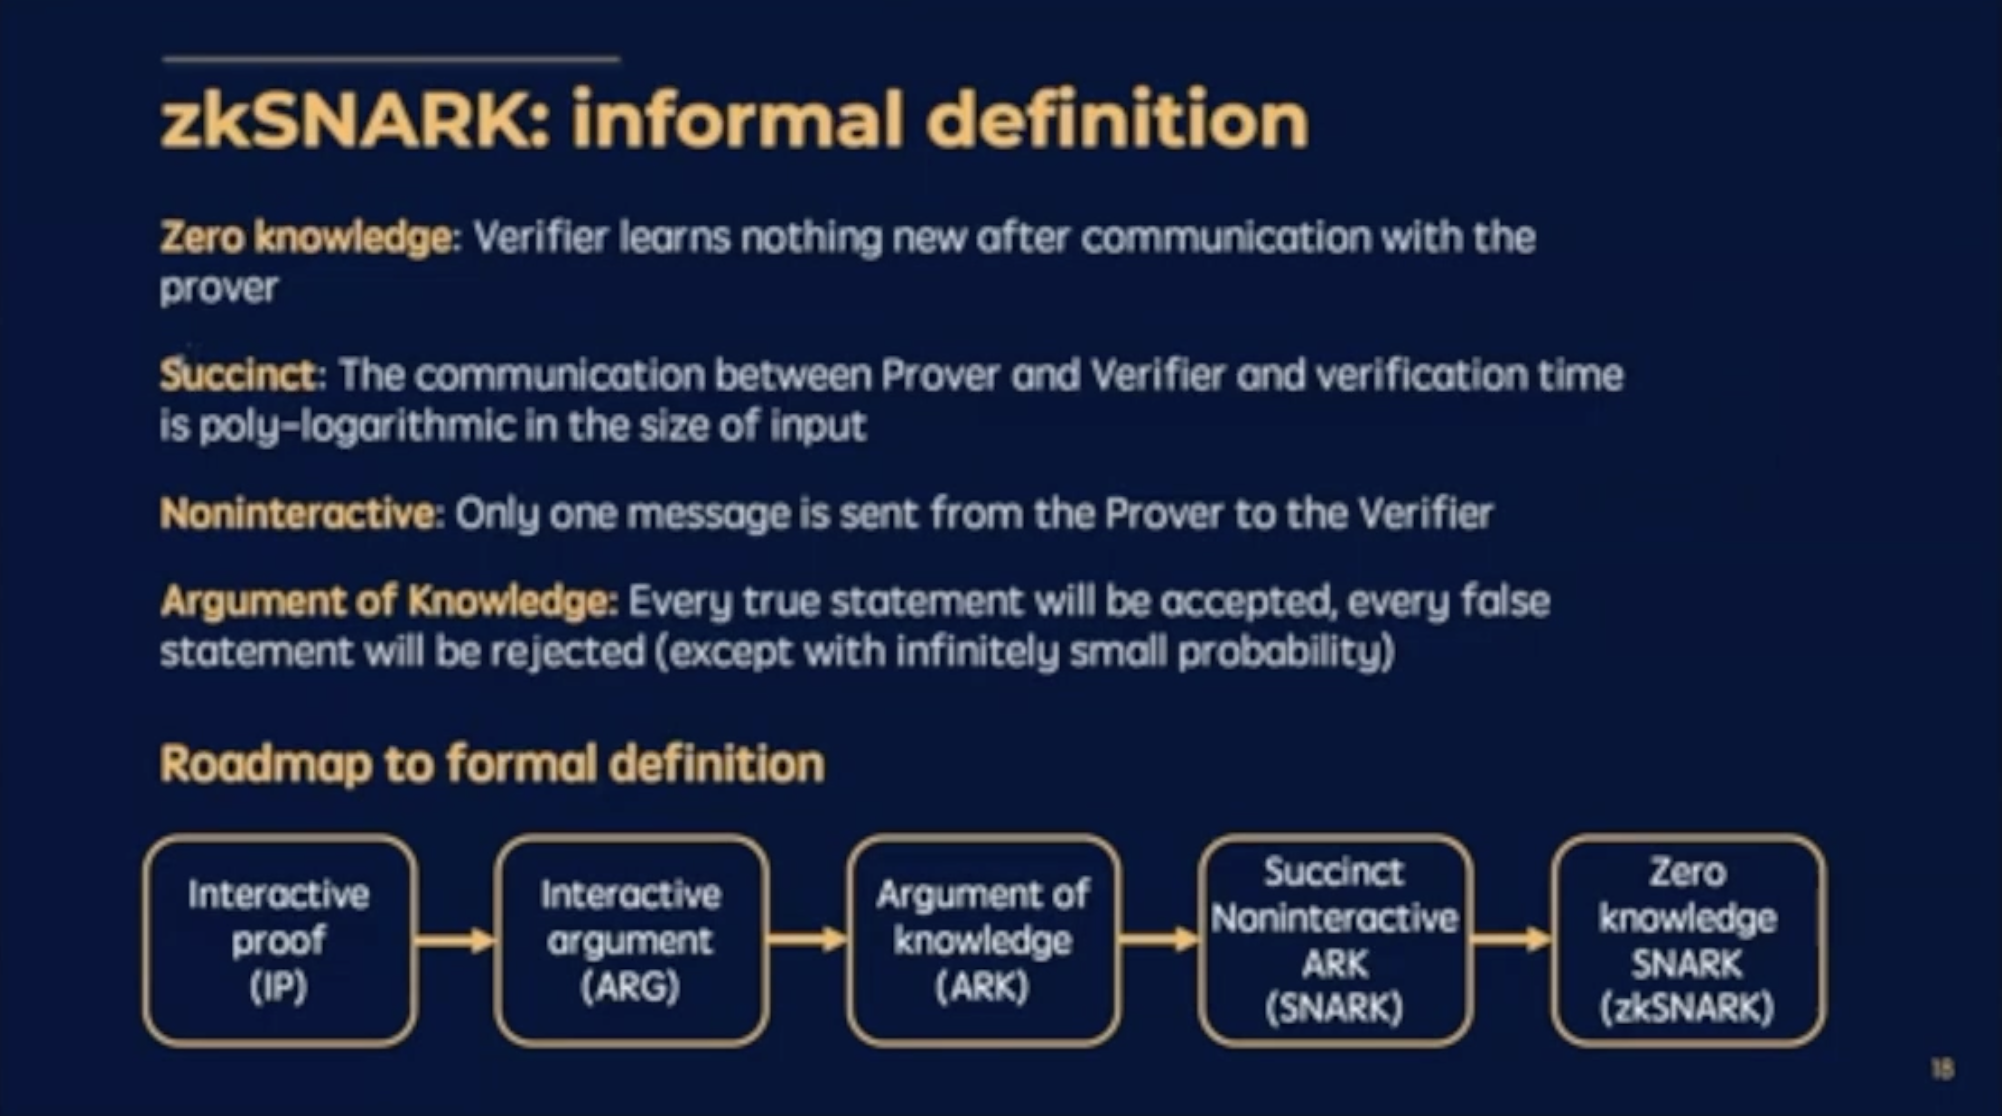 zkSNARK: informal definition
Zero knowledge: Verifier learns nothing new after communication with the
prover
Succinct: The communication between Prover and Verifier and verification time
is poly-logarithmic in the size of input
Noninteractive: Only one message is sent from the Prover to the Verifier
Argument of Knowledge: Every true statement will be accepted, every false
statement will be rejected (except with infinitely small probability)
Roadmap to formal definition
Interactive
proof
(IP)
Interactive
argument
(ARG)
Argument of
knowledge
(ARK)
Succinct
Noninteractive
ARK
(SNARK)
Zero
knowledge
SNARK
(zkSNARK)